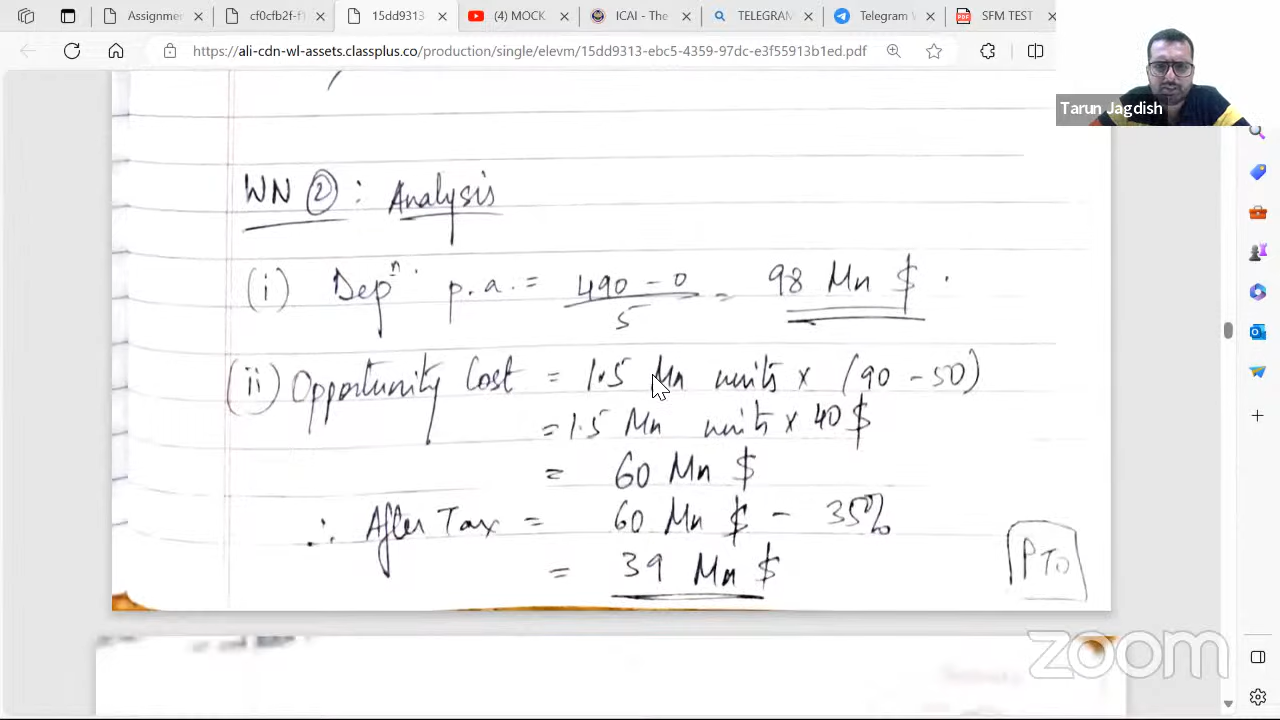 Assignment
cf0cfb2f-f1
15dd9313
(4) MOCK
ICAI - The
TELEGRAM
Telegram W
SFM TEST
https://ali-cdn-wl-assets.classplus.co/production/single/elevm/15dd9313-ebc5-4359-97dc-e3f55913b1ed.pdf
Tarun Jagdish
WN ② : Analysis
(i) Depn. p.a. = 490 - 0 / 5 = 98 Mn $.
(ii) Opportunity Cost = 1.5 Mn units x (90 - 50)
= 1.5 Mn units x 40 $
= 60 Mn $
∴ After Tax = 60 Mn $ - 35%
= 39 Mn $
PTO
zoom